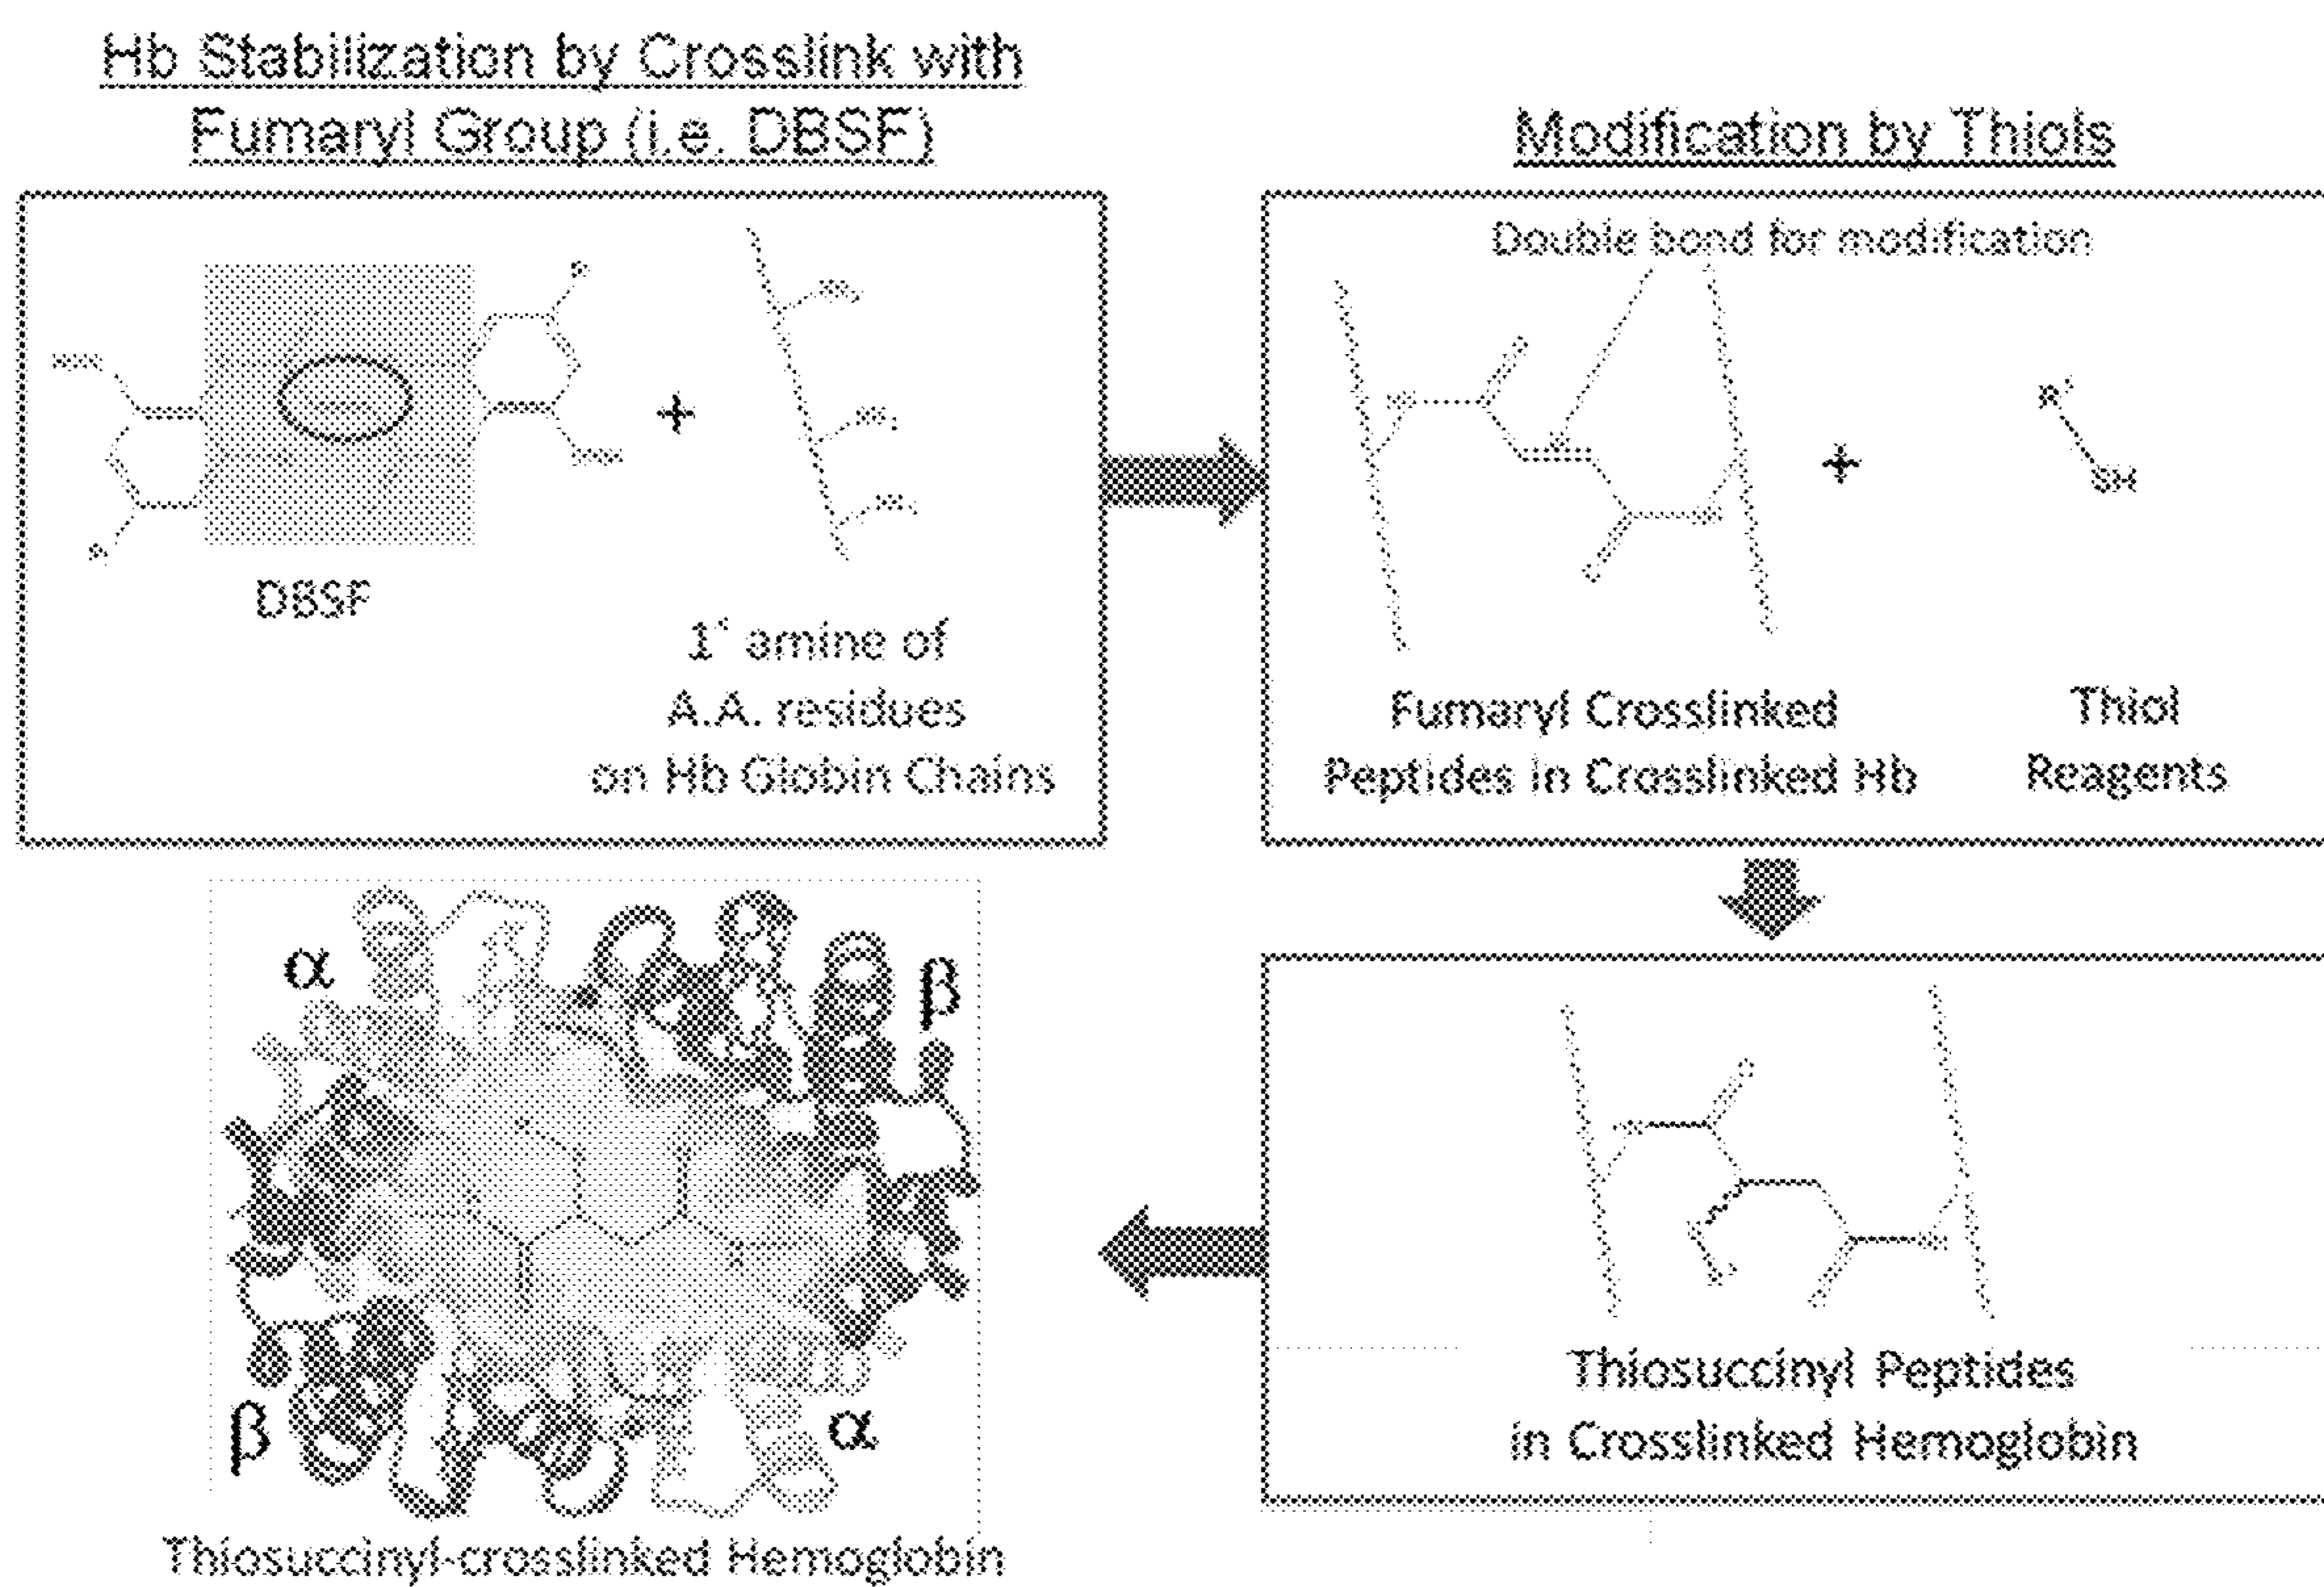 Hb Stabilization by Crosslink with
Fumaryl Group (i.e. DBSF)
DBSF
+
1° amine of
A.A. residues
on Hb Globin Chains
Modification by Thiols
Double bond for modification
+
R'
SH
Fumaryl Crosslinked
Peptides in Crosslinked Hb
Thiol
Reagents
Thiosuccinyl Peptides
in Crosslinked Hemoglobin
α
β
β
α
Thiosuccinyl-crosslinked Hemoglobin